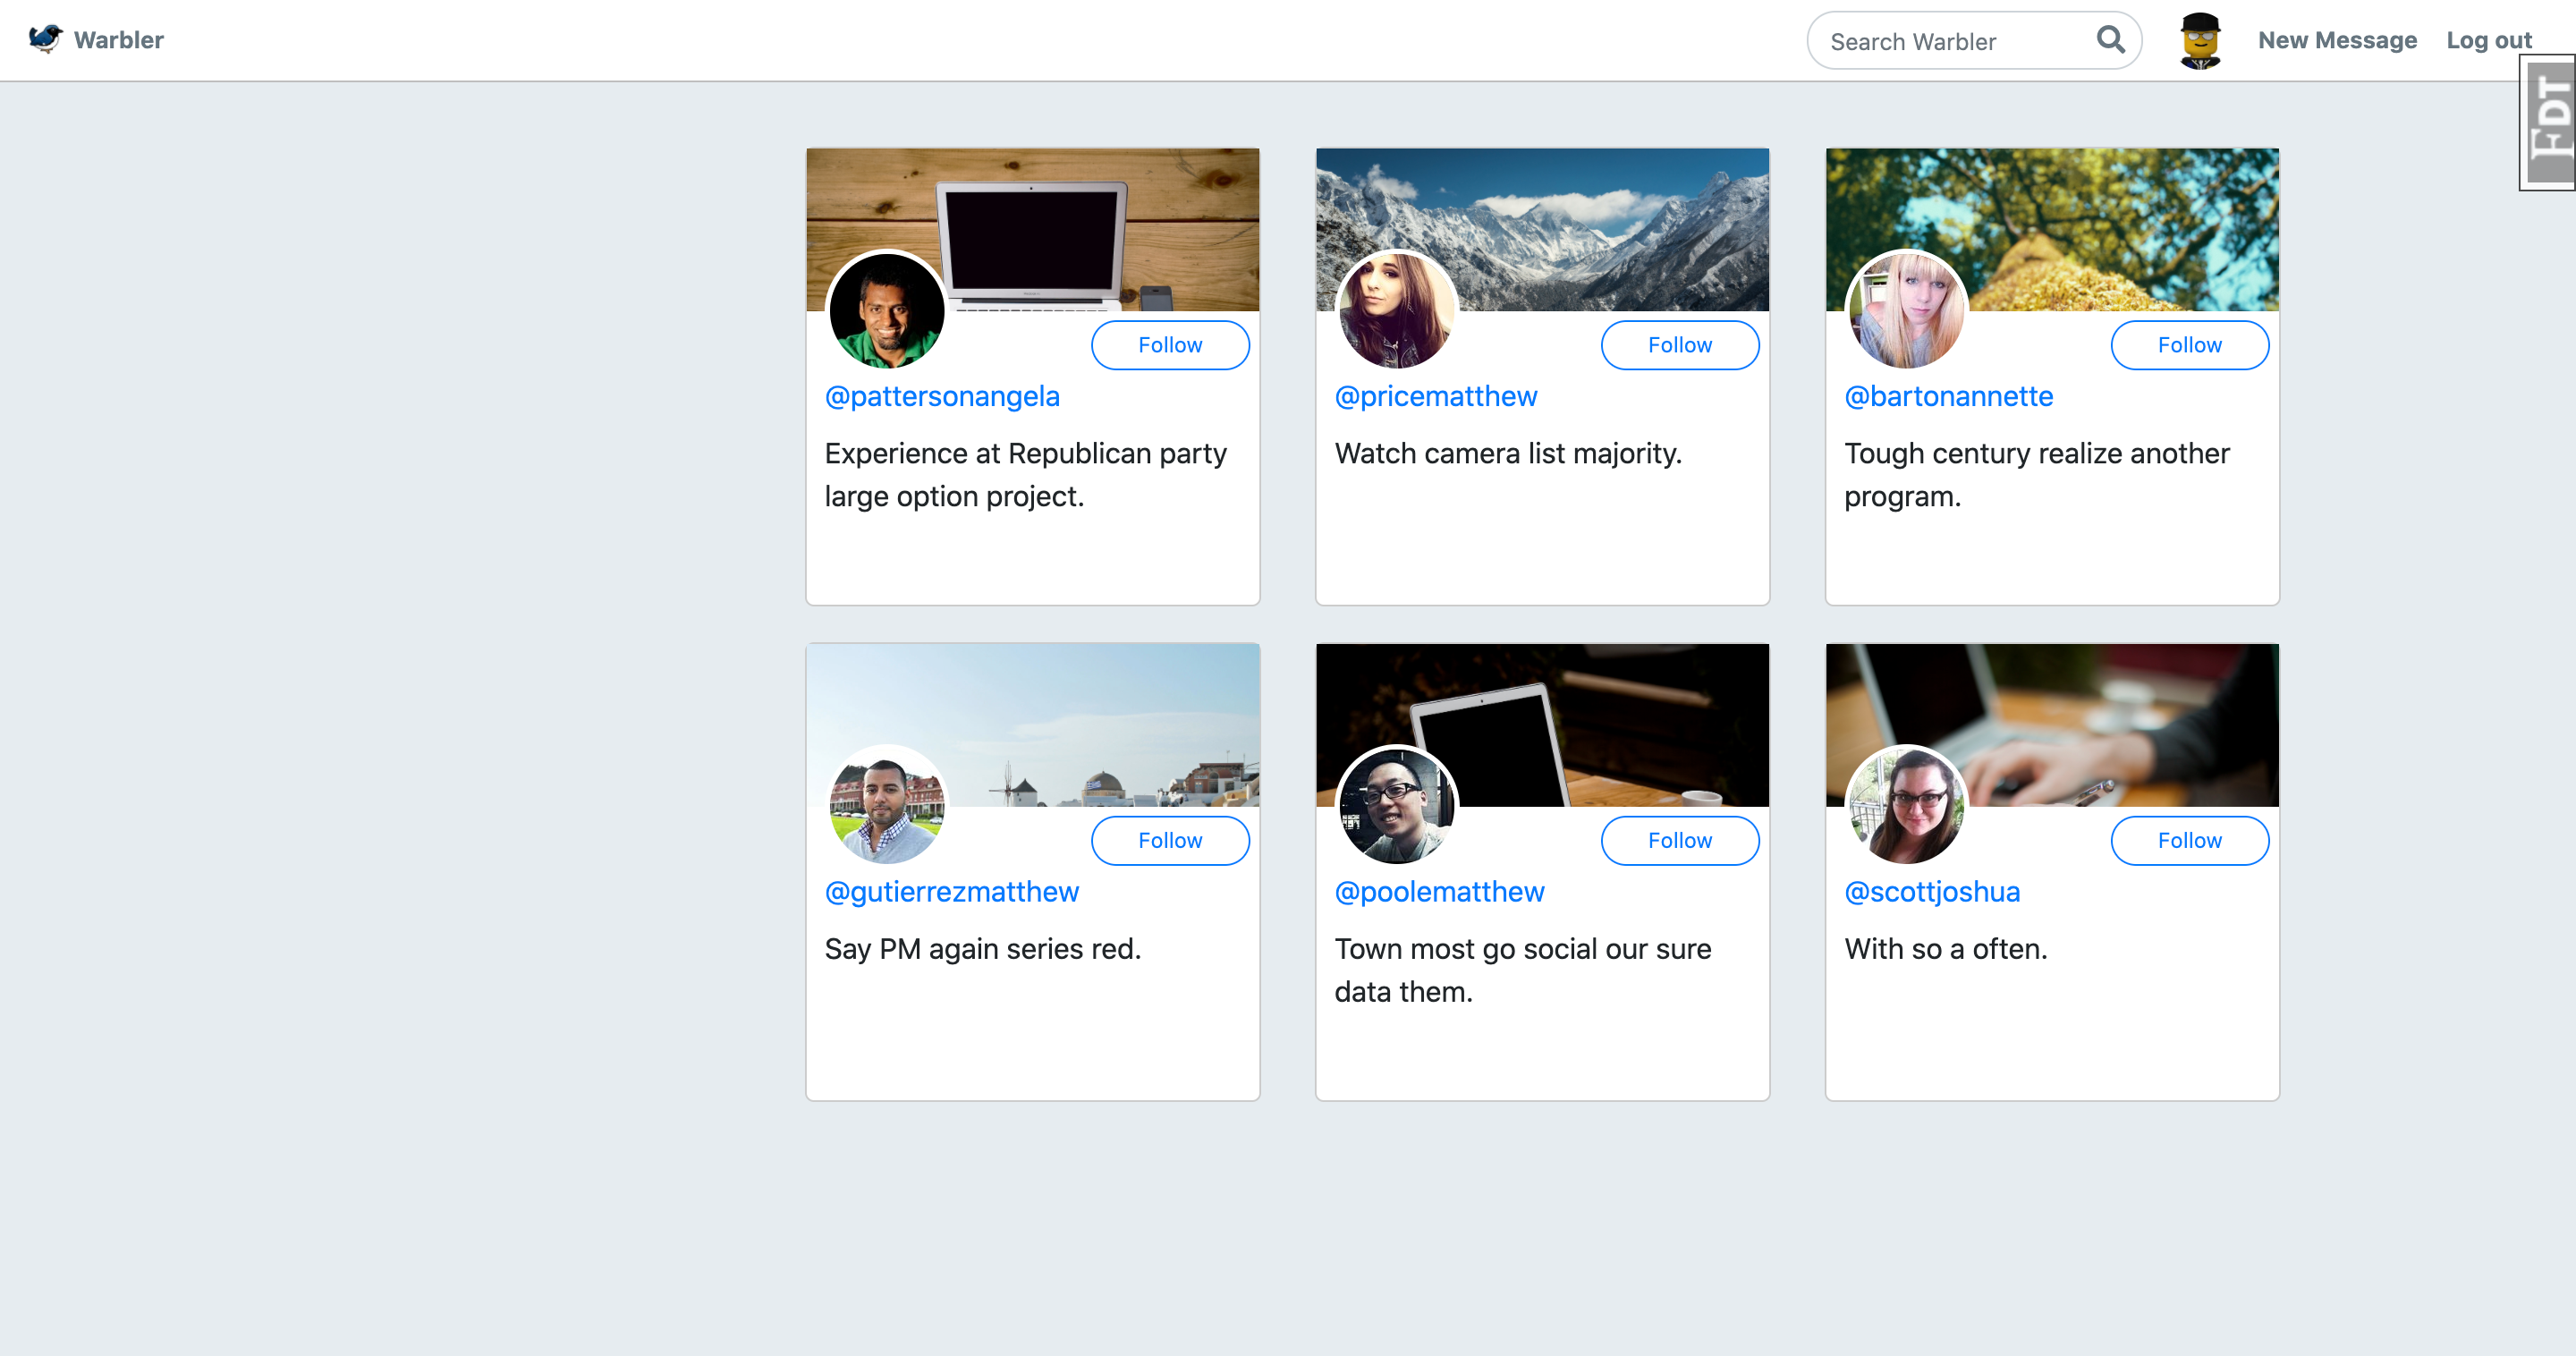 Warbler
Search Warbler
New Message
Log out
FDT
Follow
@pattersonangela
Experience at Republican party
large option project.
Follow
@pricematthew
Watch camera list majority.
Follow
@bartonannette
Tough century realize another
program.
Follow
@gutierrezmatthew
Say PM again series red.
Follow
@poolematthew
Town most go social our sure
data them.
Follow
@scottjoshua
With so a often.